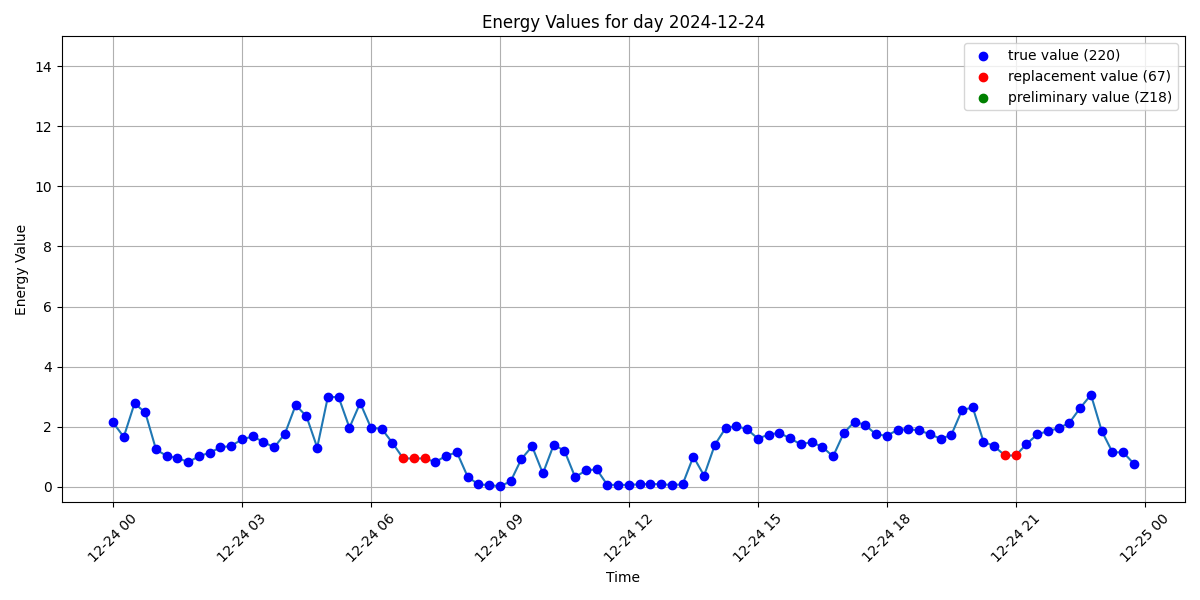 Energy Values for day 2024-12-24
true value (220)
replacement value (67)
preliminary value (Z18)
14
12
10
8
6
4
2
0
Energy Value
12-24 00
12-24 03
12-24 06
12-24 09
12-24 12
12-24 15
12-24 18
12-24 21
12-25 00
Time